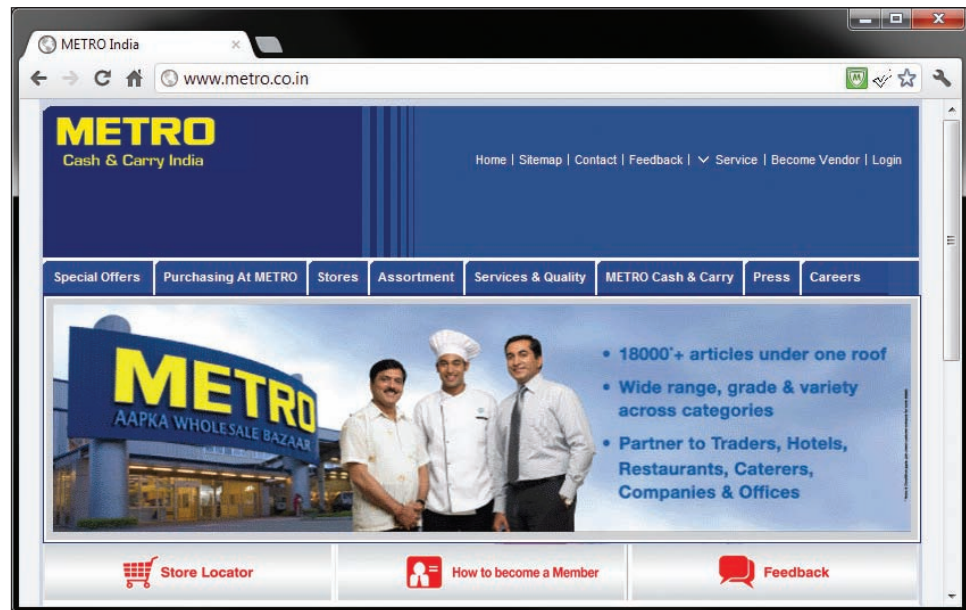 METRO India
www.metro.co.in
METRO
Cash & Carry India
Home | Sitemap | Contact | Feedback | Service | Become Vendor | Login
Special Offers Purchasing At METRO Stores Assortment Services & Quality METRO Cash & Carry Press Careers
METRO
AAPKA WHOLESALE BAZAAR
• 18000*+ articles under one roof
• Wide range, grade & variety
across categories
• Partner to Traders, Hotels,
Restaurants, Caterers,
Companies & Offices
Store Locator How to become a Member Feedback